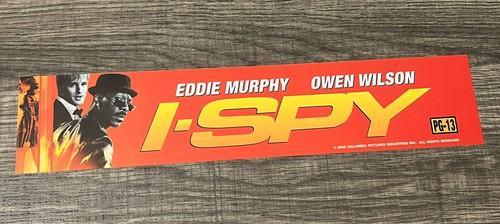 EDDIE MURPHY OWEN WILSON
I-SPY
PG-13
© 2002 COLUMBIA PICTURES INDUSTRIES INC. ALL RIGHTS RESERVED.